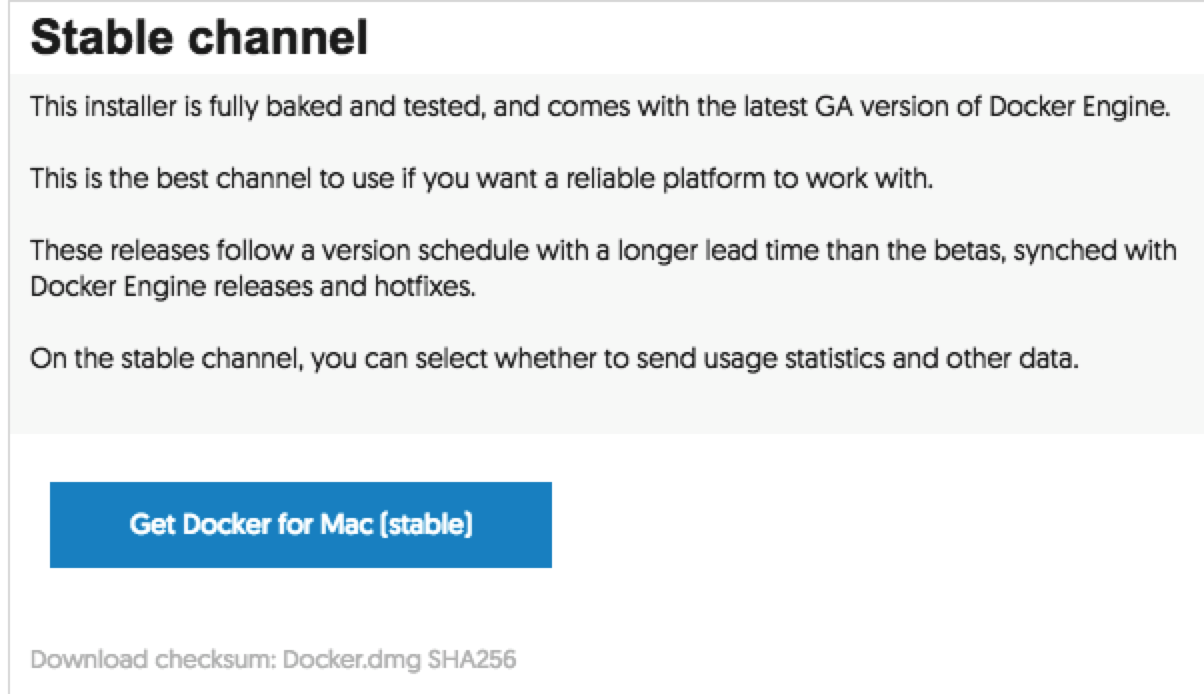 Stable channel
This installer is fully baked and tested, and comes with the latest GA version of Docker Engine.
This is the best channel to use if you want a reliable platform to work with.
These releases follow a version schedule with a longer lead time than the betas, synched with
Docker Engine releases and hotfixes.
On the stable channel, you can select whether to send usage statistics and other data.
Get Docker for Mac (stable)
Download checksum: Docker.dmg SHA256